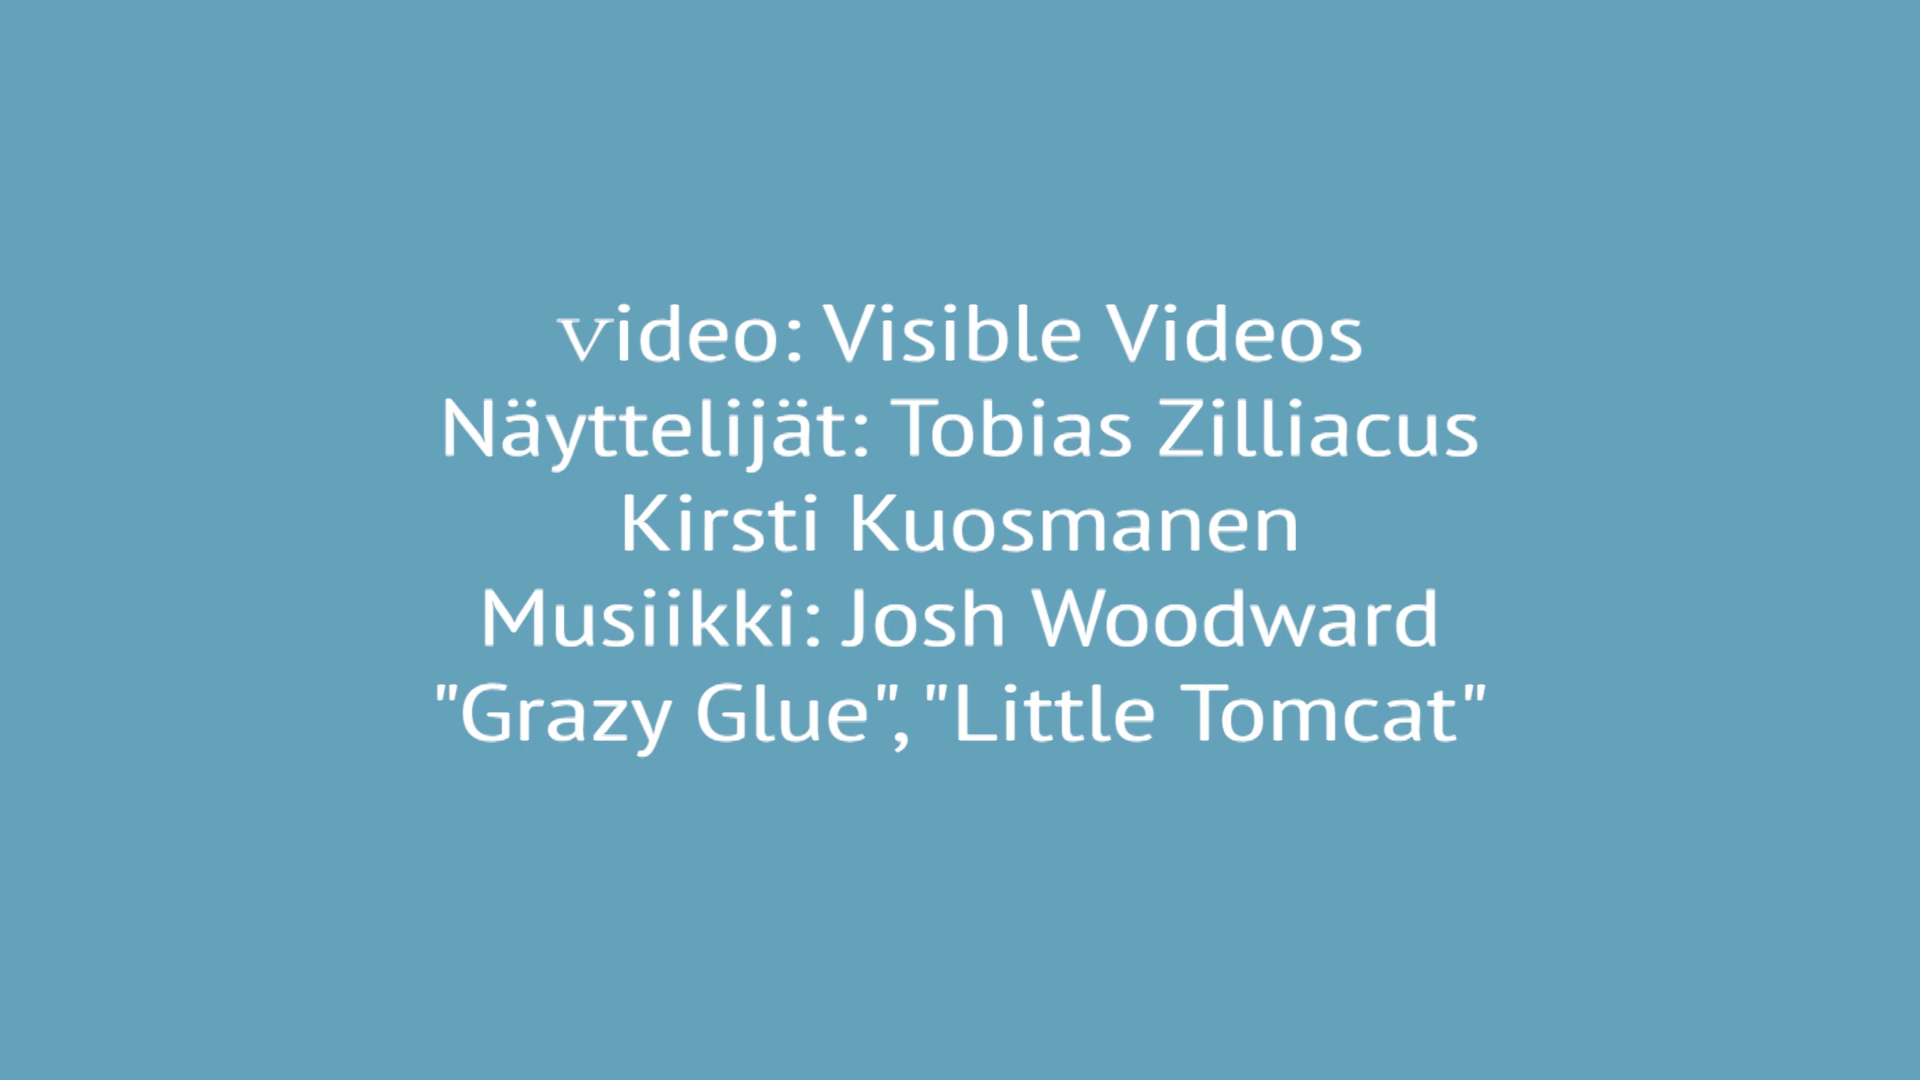 video: Visible Videos
Näyttelijät: Tobias Zilliacus
Kirsti Kuosmanen
Musiikki: Josh Woodward
"Grazy Glue", "Little Tomcat"